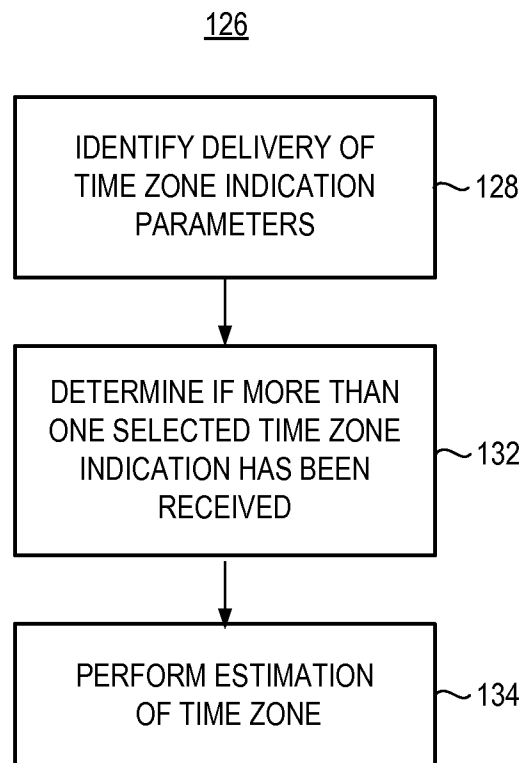 126
IDENTIFY DELIVERY OF
TIME ZONE INDICATION
PARAMETERS
128
DETERMINE IF MORE THAN
ONE SELECTED TIME ZONE
INDICATION HAS BEEN
RECEIVED
132
PERFORM ESTIMATION
OF TIME ZONE
134